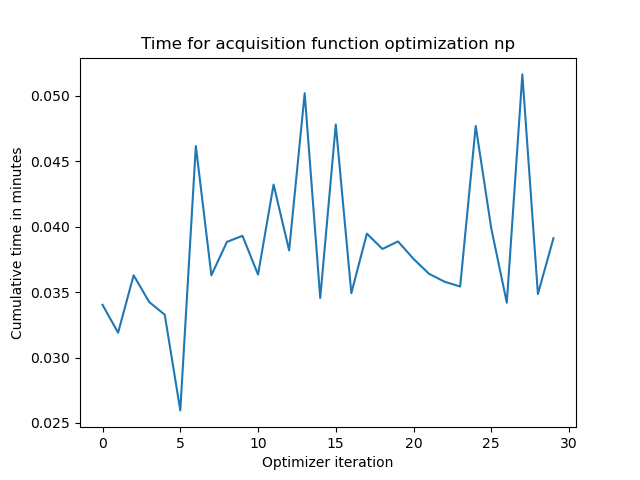 Time for acquisition function optimization np
0.050
0.045
0.040
0.035
0.030
0.025
Cumulative time in minutes
0 5 10 15 20 25 30
Optimizer iteration